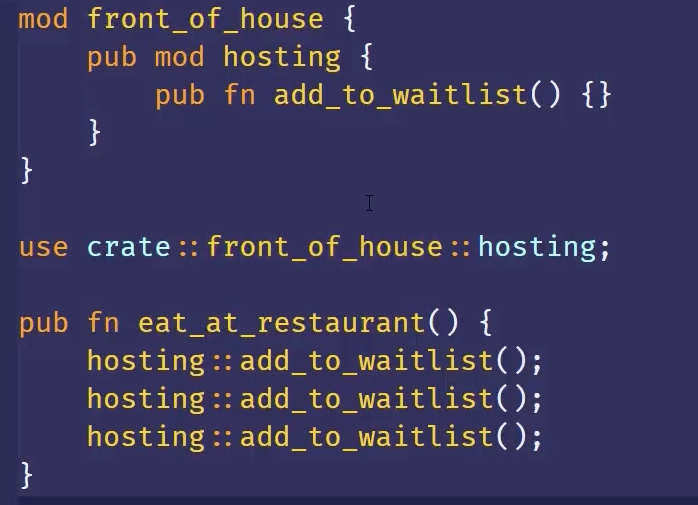 mod front_of_house {
    pub mod hosting {
        pub fn add_to_waitlist() {}
    }
}

use crate::front_of_house::hosting;

pub fn eat_at_restaurant() {
    hosting::add_to_waitlist();
    hosting::add_to_waitlist();
    hosting::add_to_waitlist();
}